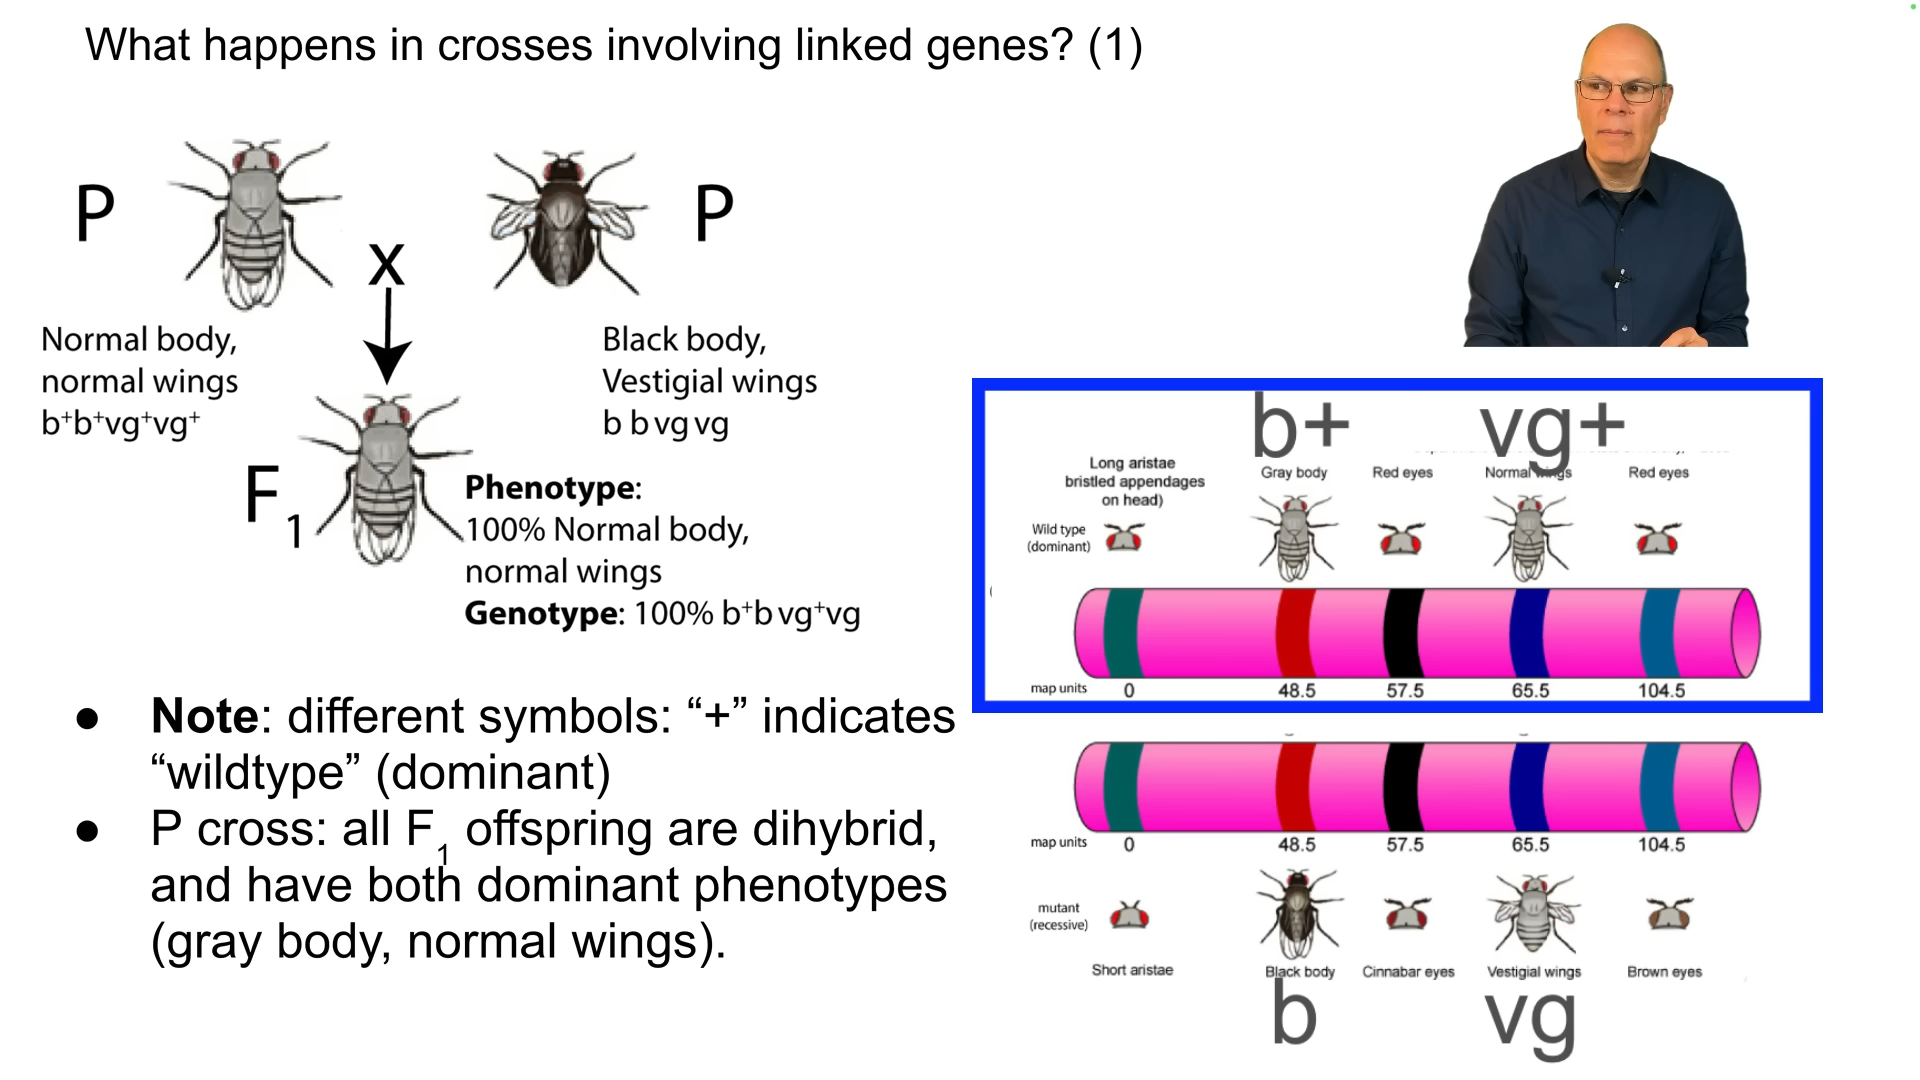 What happens in crosses involving linked genes? (1)
P
P
x
Normal body,
normal wings
b⁺b⁺vg⁺vg⁺
Black body,
Vestigial wings
b b vg vg
F₁
Phenotype:
100% Normal body,
normal wings
Genotype: 100% b⁺b vg⁺vg
● Note: different symbols: “+” indicates
“wildtype” (dominant)
● P cross: all F₁ offspring are dihybrid,
and have both dominant phenotypes
(gray body, normal wings).
b+ vg+
Long aristae
bristled appendages
on head)
Gray body Red eyes Normal wings Red eyes
Wild type
(dominant)
map units 0 48.5 57.5 65.5 104.5
map units 0 48.5 57.5 65.5 104.5
mutant
(recessive)
Short aristae Black body Cinnabar eyes Vestigial wings Brown eyes
b vg